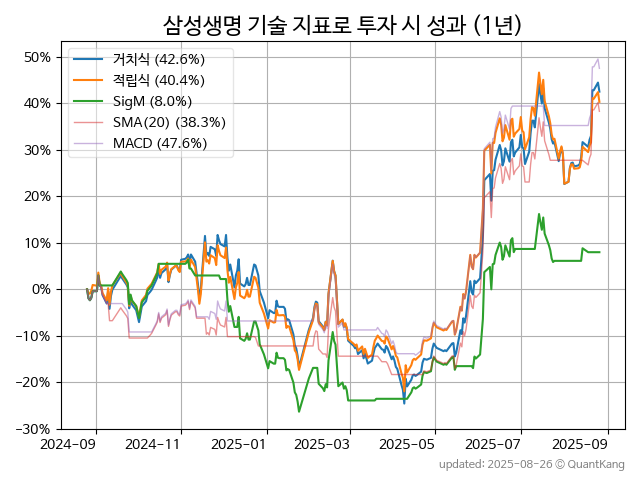 삼성생명 기술 지표로 투자 시 성과 (1년)
거치식 (42.6%)
적립식 (40.4%)
SigM (8.0%)
SMA(20) (38.3%)
MACD (47.6%)
50%
40%
30%
20%
10%
0%
−10%
−20%
−30%
2024-09 2024-11 2025-01 2025-03 2025-05 2025-07 2025-09
updated: 2025-08-26 © QuantKang